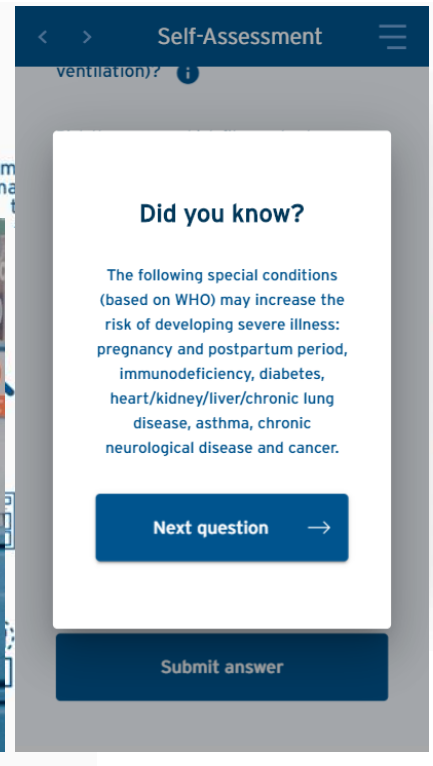 Self-Assessment
ventilation)?
Did you know?
The following special conditions
(based on WHO) may increase the
risk of developing severe illness:
pregnancy and postpartum period,
immunodeficiency, diabetes,
heart/kidney/liver/chronic lung
disease, asthma, chronic
neurological disease and cancer.
Next question
Submit answer